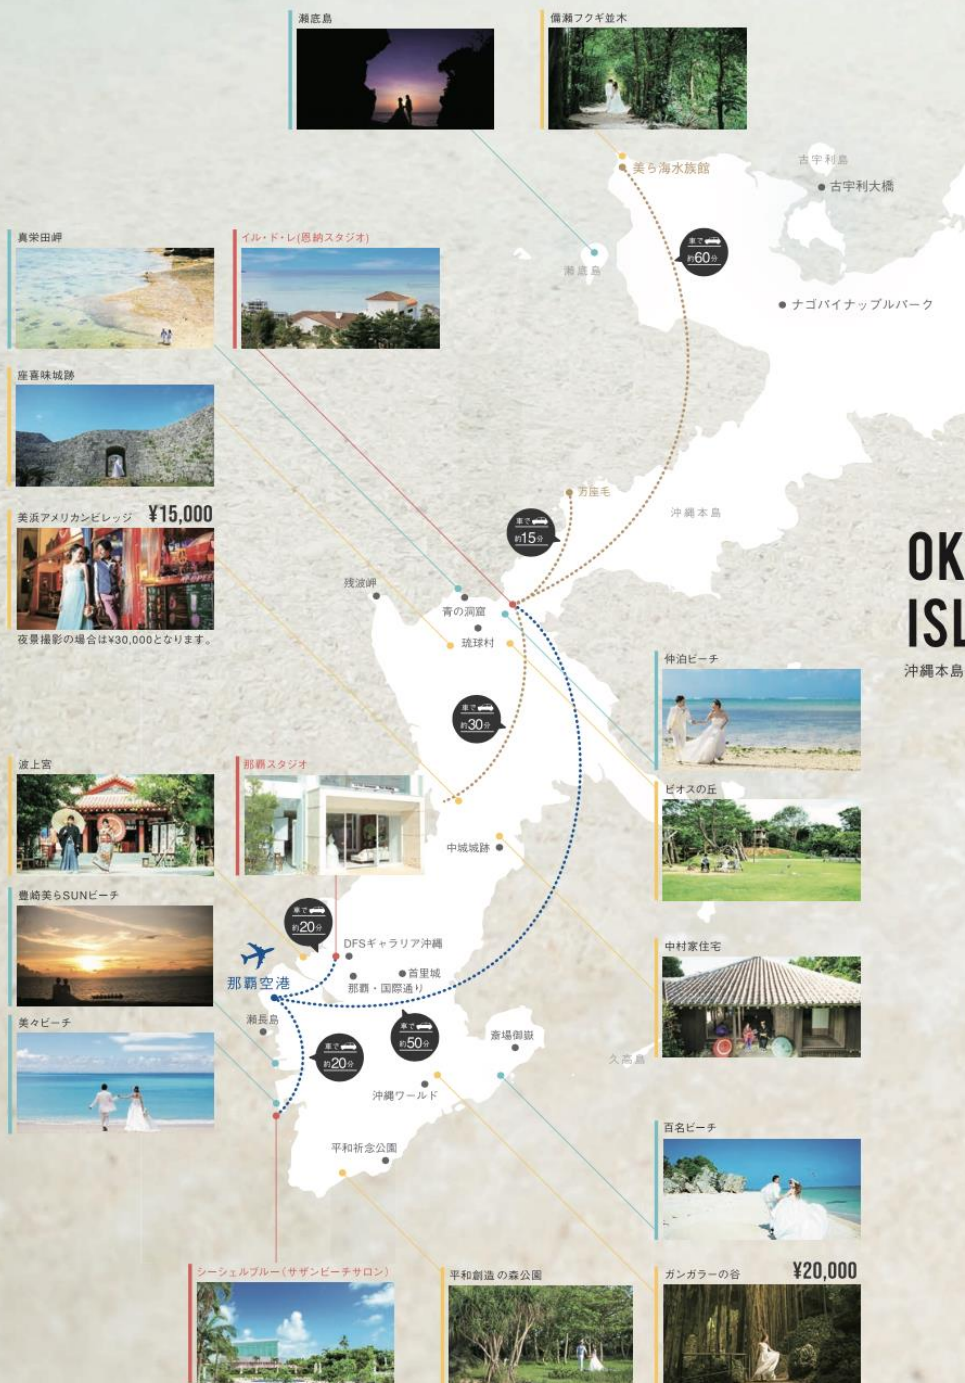 瀬底島
備瀬フクギ並木
美ら海水族館
古宇利島
古宇利大橋
真栄田岬
イル・ド・レ(恩納スタジオ)
車で
約60分
瀬底島
ナゴパイナップルパーク
座喜味城跡
万座毛
沖縄本島
美浜アメリカンビレッジ ¥15,000
車で
約15分
夜景撮影の場合は¥30,000となります。
残波岬
青の洞窟
琉球村
OK
ISL
沖縄本島
仲泊ビーチ
車で
約30分
波上宮
那覇スタジオ
ビオスの丘
中城城跡
豊崎美らSUNビーチ
車で
約20分
DFSギャラリア沖縄
首里城
那覇・国際通り
那覇空港
中村家住宅
美々ビーチ
瀬長島
車で
約50分
斎場御嶽
車で
約20分
久高島
沖縄ワールド
平和祈念公園
百名ビーチ
シーシェルブルー(サザンビーチサロン)
平和創造の森公園
ガンガラーの谷 ¥20,000